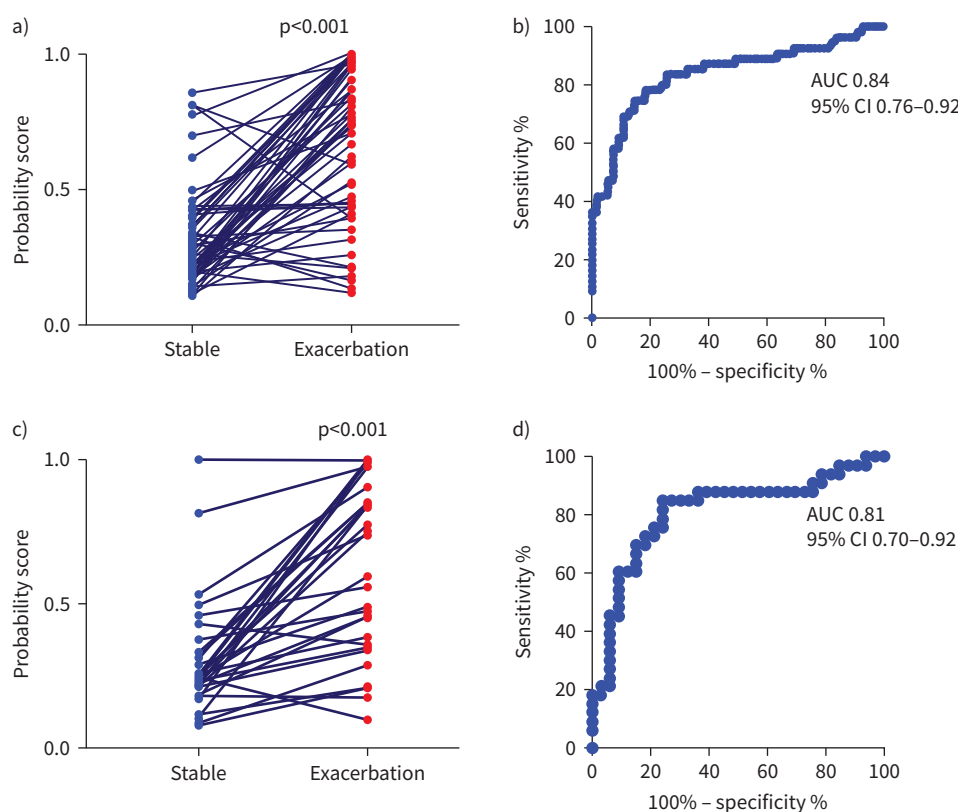 a)
p<0.001
1.0
0.5
0.0
Probability score
Stable
Exacerbation
b)
100
80
60
40
20
0
Sensitivity %
AUC 0.84
95% CI 0.76–0.92
0 20 40 60 80 100
100% – specificity %
c)
p<0.001
1.0
0.5
0.0
Probability score
Stable
Exacerbation
d)
100
80
60
40
20
0
Sensitivity %
AUC 0.81
95% CI 0.70–0.92
0 20 40 60 80 100
100% – specificity %